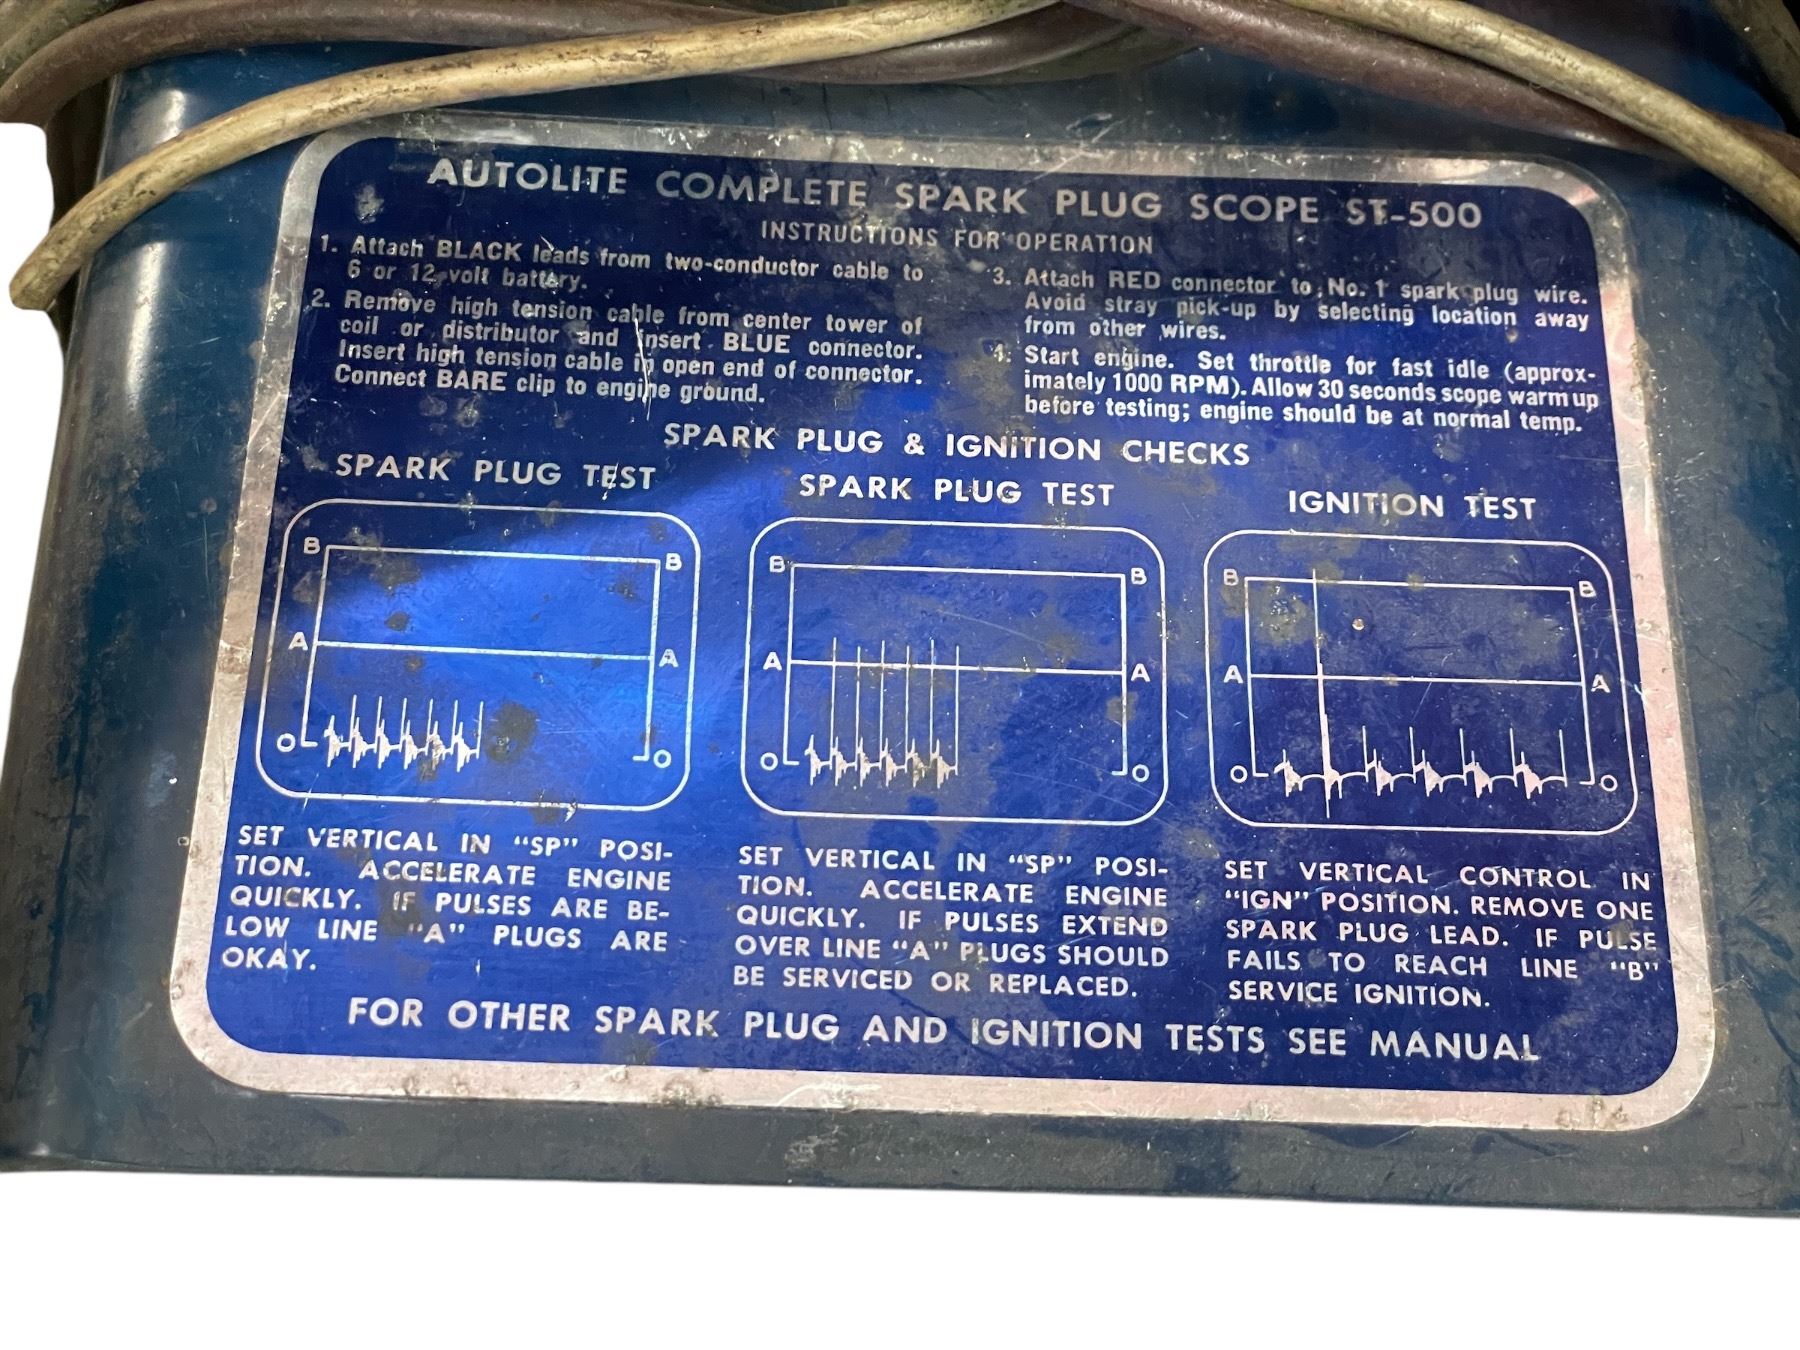 AUTOLITE COMPLETE SPARK PLUG SCOPE ST-500
INSTRUCTIONS FOR OPERATION
1. Attach BLACK leads from two-conductor cable to
6 or 12-volt battery.
2. Remove high tension cable from center tower of
coil or distributor and insert BLUE connector.
Insert high tension cable in open end of connector.
Connect BARE clip to engine ground.
3. Attach RED connector to No. 1 spark plug wire.
Avoid stray pick-up by selecting location away
from other wires.
4. Start engine. Set throttle for fast idle (approx-
imately 1000 RPM). Allow 30 seconds scope warm up
before testing; engine should be at normal temp.
SPARK PLUG & IGNITION CHECKS
SPARK PLUG TEST
B B
A A
O O
SET VERTICAL IN "SP" POSI-
TION. ACCELERATE ENGINE
QUICKLY. IF PULSES ARE BE-
LOW LINE "A" PLUGS ARE
OKAY.
SPARK PLUG TEST
B B
A A
O O
SET VERTICAL IN "SP" POSI-
TION. ACCELERATE ENGINE
QUICKLY. IF PULSES EXTEND
OVER LINE "A" PLUGS SHOULD
BE SERVICED OR REPLACED.
IGNITION TEST
B B
A A
O O
SET VERTICAL CONTROL IN
"IGN" POSITION. REMOVE ONE
SPARK PLUG LEAD. IF PULSE
FAILS TO REACH LINE "B"
SERVICE IGNITION.
FOR OTHER SPARK PLUG AND IGNITION TESTS SEE MANUAL